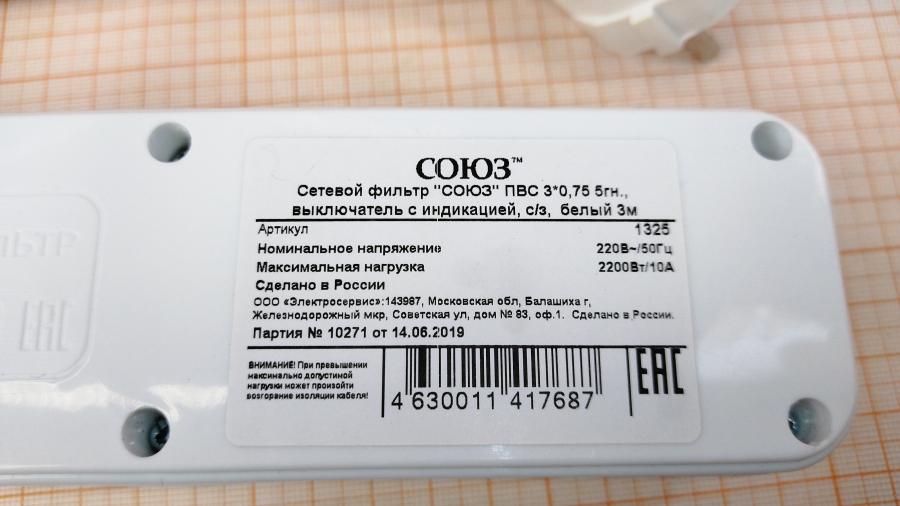 СОЮЗ™
Сетевой фильтр "СОЮЗ" ПВС 3*0,75 5гн.,
выключатель с индикацией, с/з, белый 3м
Артикул 1325
Номинальное напряжение 220В~/50Гц
Максимальная нагрузка 2200Вт/10А
Сделано в России
ООО «Электросервис»:143987, Московская обл, Балашиха г,
Железнодорожный мкр, Советская ул, дом № 83, оф.1. Сделано в России.
Партия № 10271 от 14.06.2019
ВНИМАНИЕ! При превышении
максимально допустимой
нагрузки может произойти
возгорание изоляции кабеля!
4 630011 417687
ЕАС
ЛЬТР
ЕАС